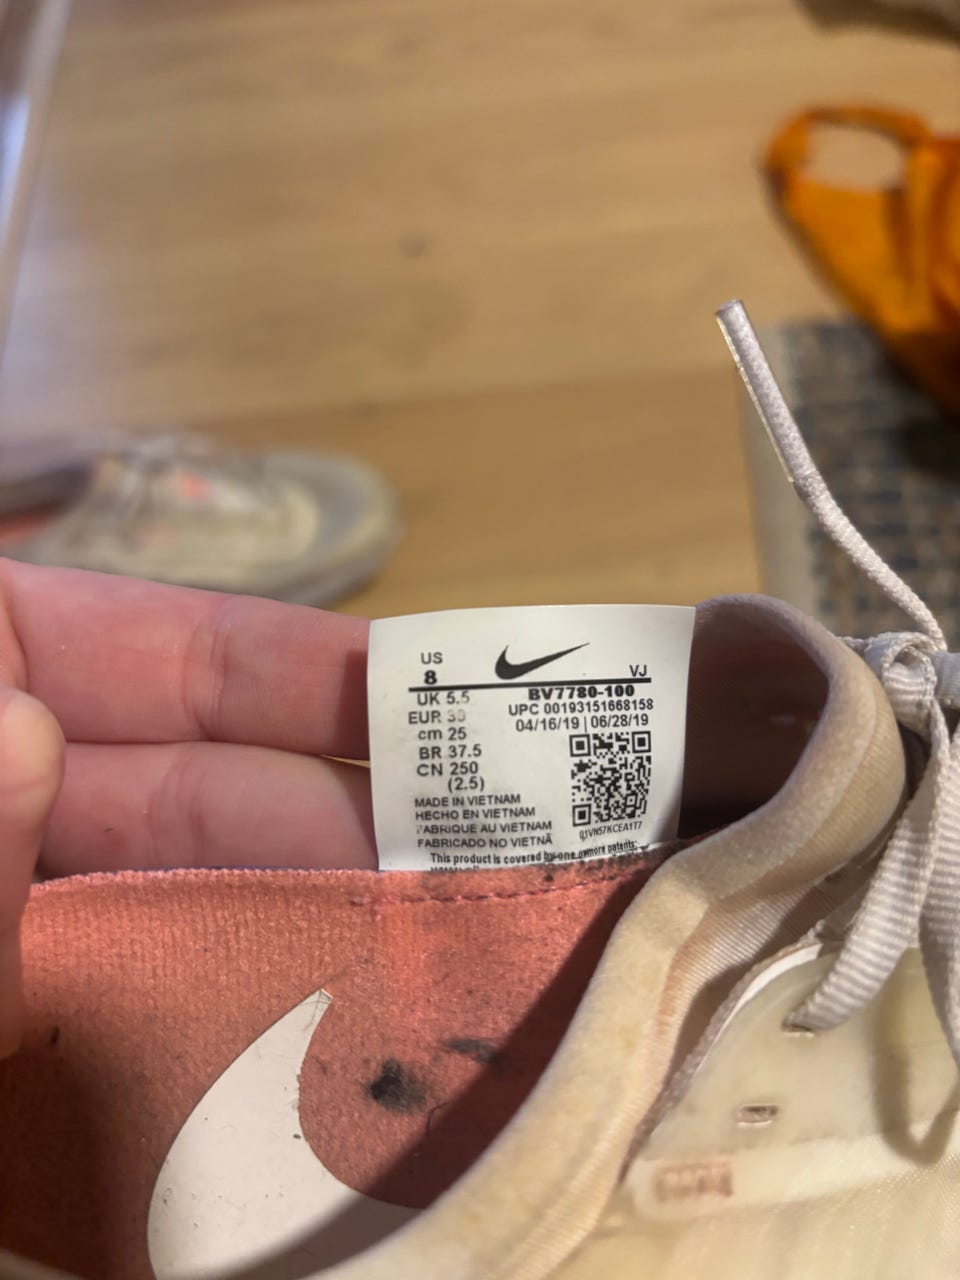 US
8
VJ
UK 5.5
BV7780-100
EUR 39
UPC 00193151668158
cm 25
04/16/19 | 06/28/19
BR 37.5
CN 250
(2.5)
MADE IN VIETNAM
HECHO EN VIETNAM
FABRIQUE AU VIETNAM
FABRICADO NO VIETNÃ
01VN57KCEA1T7
This product is covered by one or more patents: